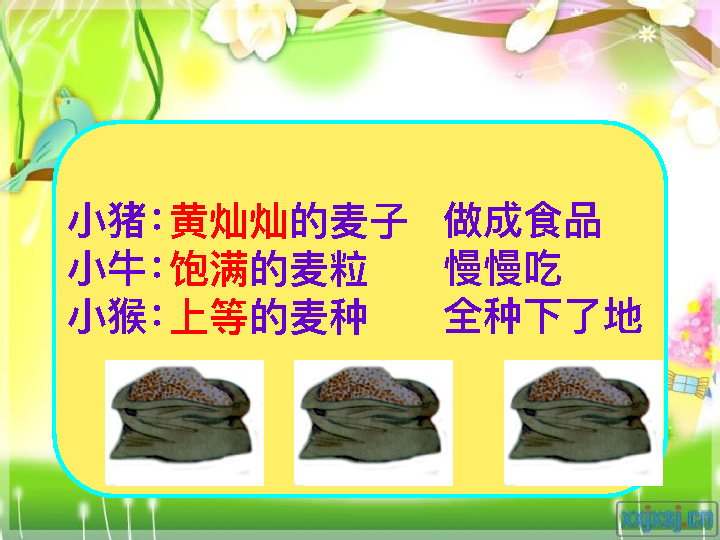 小猪：黄灿灿的麦子 做成食品
小牛：饱满的麦粒 慢慢吃
小猴：上等的麦种 全种下了地
xxjxsj.cn